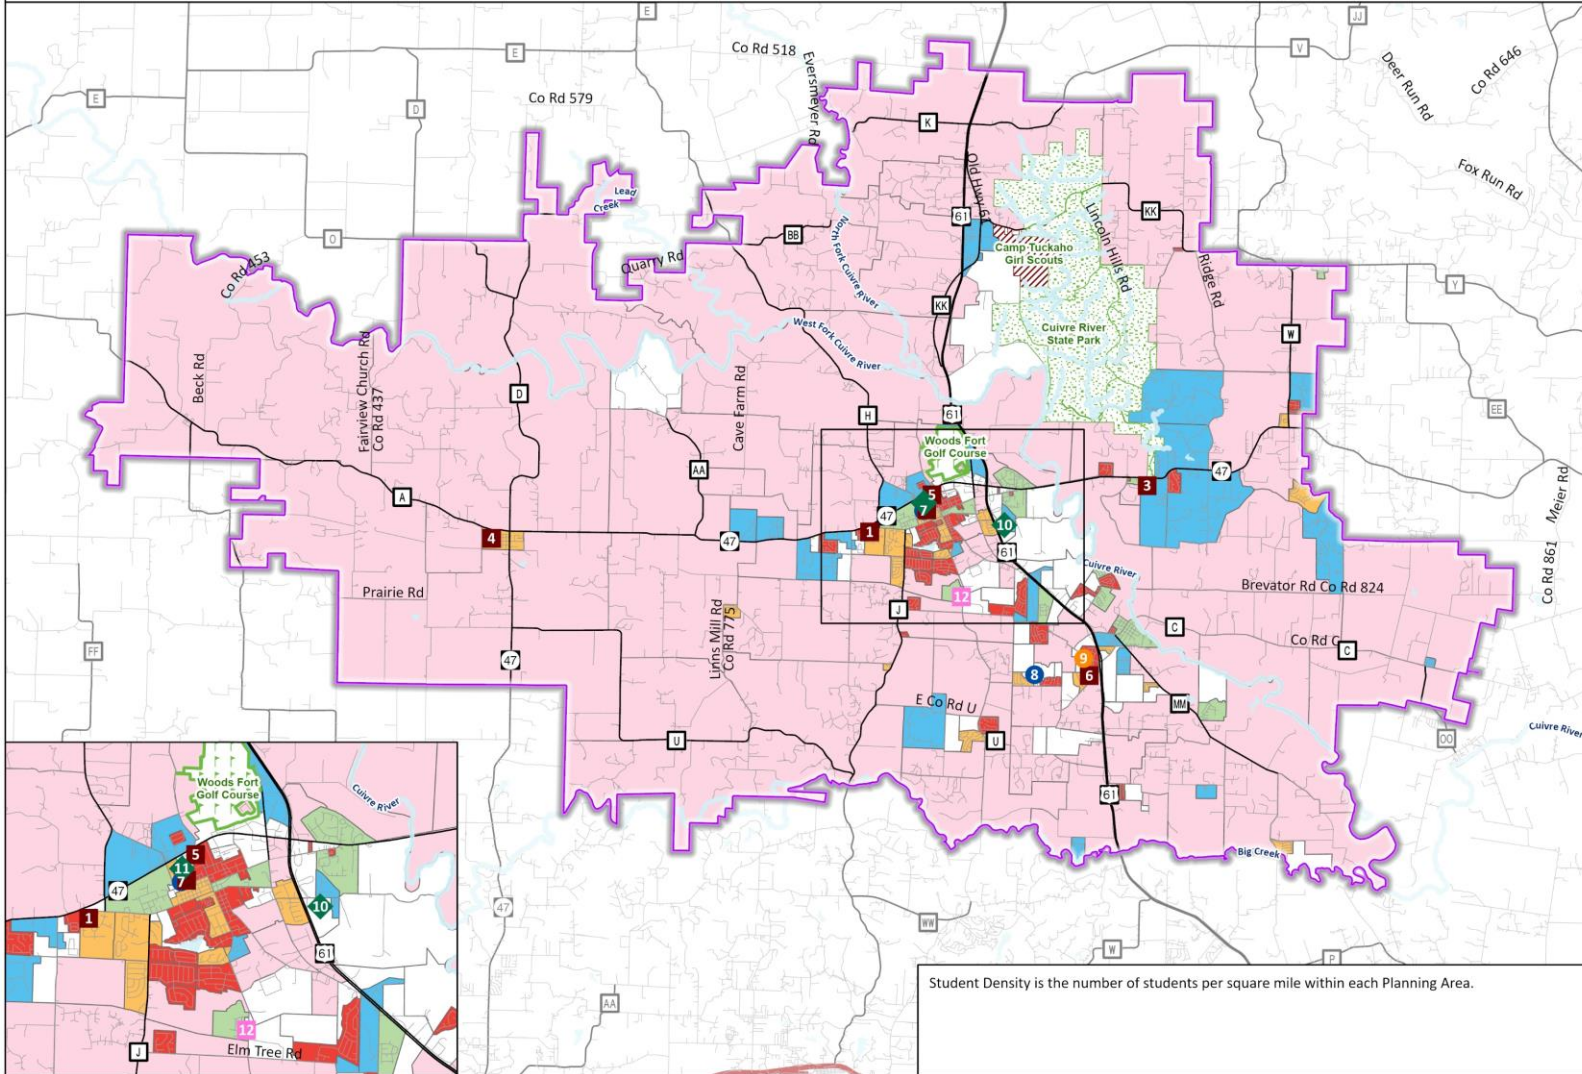 E
JJ
Co Rd 518
V
E
Eversmeyer Rd
Deer Run Rd
Co Rd 646
E
Co Rd 579
D
K
Old Hwy 61
Fox Run Rd
Lead
Creek
Lincoln Hills Rd
KK
61
O
BB
North Fork Cuivre River
Camp Tuckaho
Girl Scouts
Co Rd 453
Quarry Rd
Ridge Rd
Y
KK
Cuivre River
State Park
West Fork Cuivre River
W
Beck Rd
Fairview Church Rd
Co Rd 437
D
Cave Farm Rd
H
61
EE
Woods Fort
Golf Course
AA
47
A
3
5
7
Meier Rd
47
10
1
4
47
61
Cuivre River
Prairie Rd
12
Brevator Rd Co Rd 824
Co Rd 861
Linns Mill Rd
Co Rd 775
J
C
Co Rd C
C
FF
47
9
8
6
E Co Rd U
MM
Cuivre River
U
U
OO
61
Big Creek
Woods Fort
Golf Course
Cuivre River
5
11
7
47
10
1
61
12
J
Elm Tree Rd
47
WW
W
P
AA
Student Density is the number of students per square mile within each Planning Area.